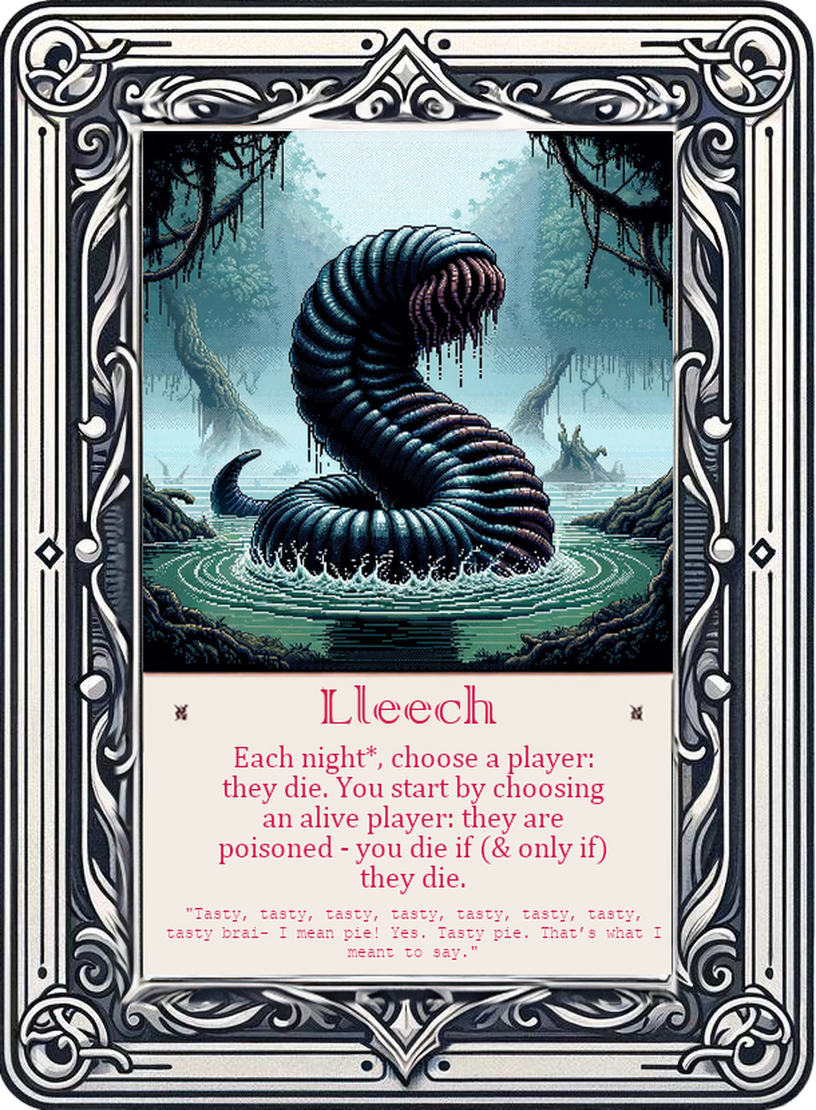 Lleech
Each night*, choose a player:
they die. You start by choosing
an alive player: they are
poisoned - you die if (& only if)
they die.
"Tasty, tasty, tasty, tasty, tasty, tasty, tasty,
tasty brai– I mean pie! Yes. Tasty pie. That’s what I
meant to say."